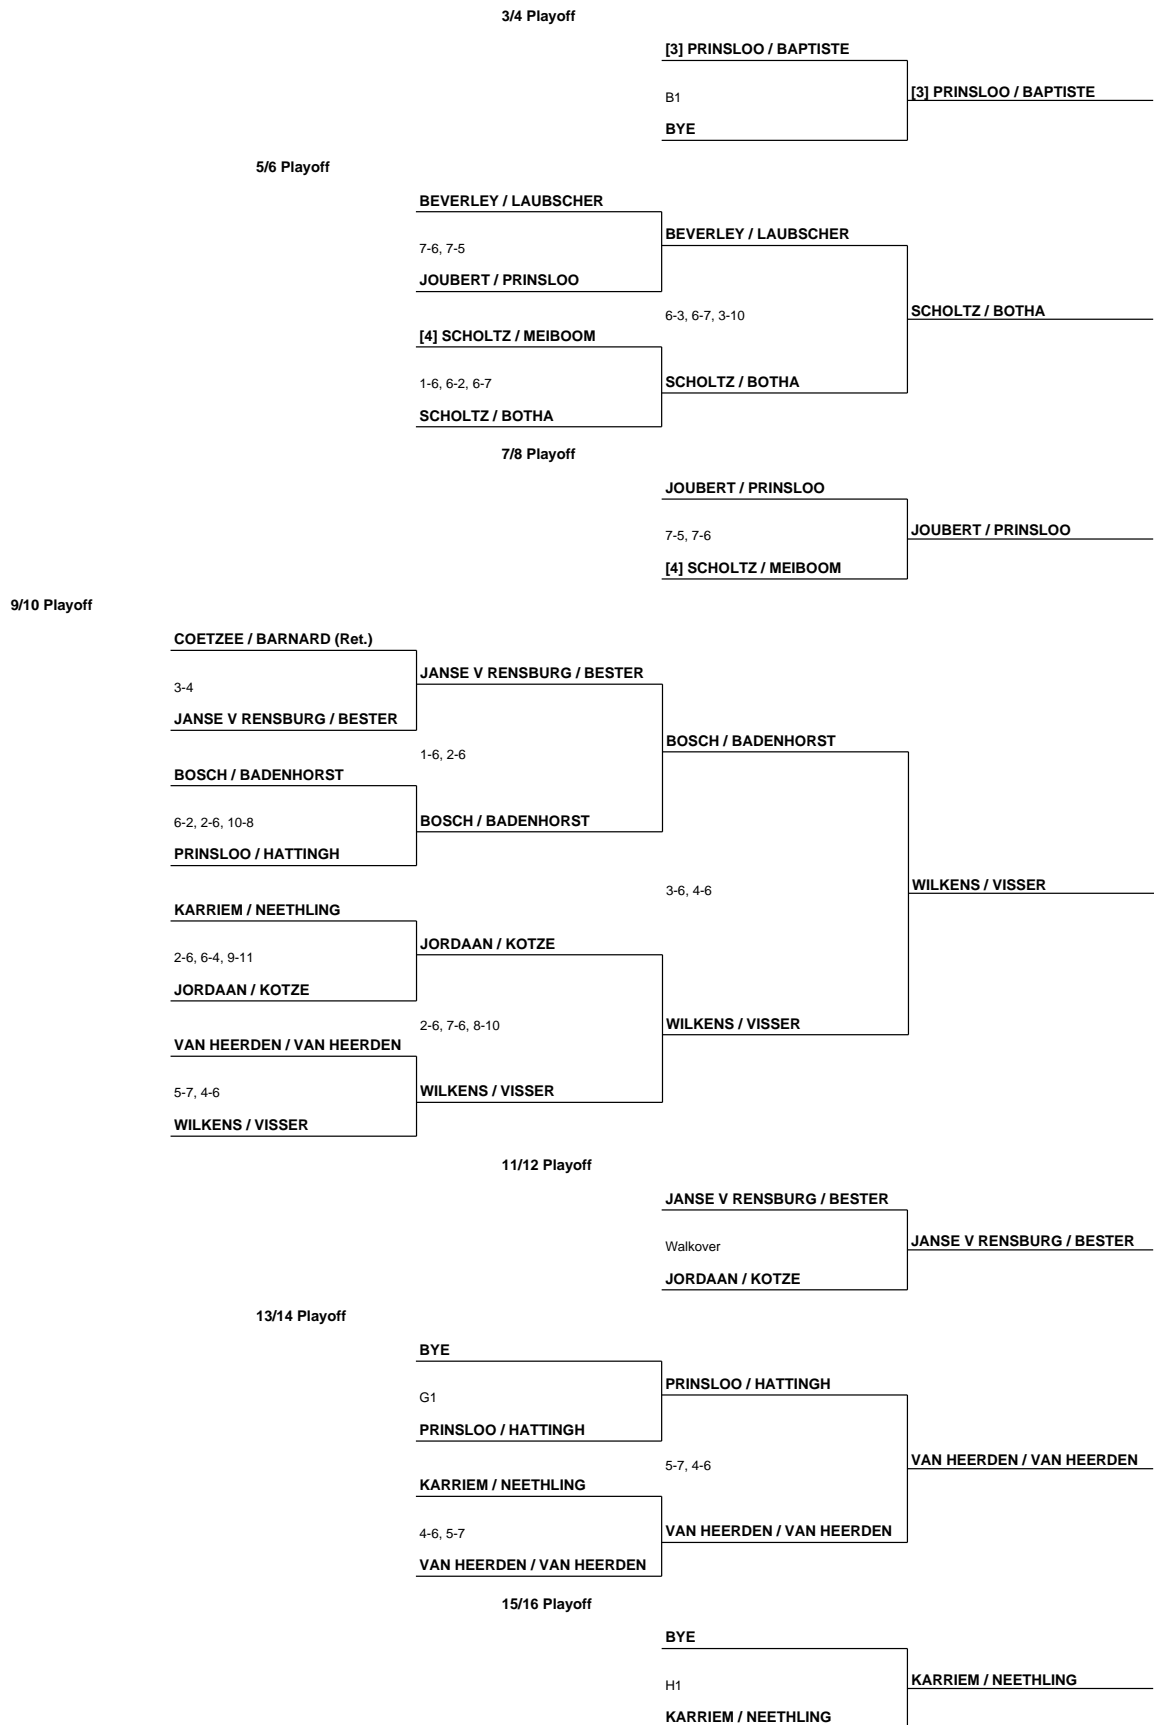 3/4 Playoff
[3] PRINSLOO / BAPTISTE
[3] PRINSLOO / BAPTISTE
B1
BYE
5/6 Playoff
BEVERLEY / LAUBSCHER
BEVERLEY / LAUBSCHER
7-6, 7-5
JOUBERT / PRINSLOO
SCHOLTZ / BOTHA
6-3, 6-7, 3-10
[4] SCHOLTZ / MEIBOOM
SCHOLTZ / BOTHA
1-6, 6-2, 6-7
SCHOLTZ / BOTHA
7/8 Playoff
JOUBERT / PRINSLOO
JOUBERT / PRINSLOO
7-5, 7-6
[4] SCHOLTZ / MEIBOOM
9/10 Playoff
COETZEE / BARNARD (Ret.)
JANSE V RENSBURG / BESTER
3-4
JANSE V RENSBURG / BESTER
BOSCH / BADENHORST
1-6, 2-6
BOSCH / BADENHORST
BOSCH / BADENHORST
6-2, 2-6, 10-8
PRINSLOO / HATTINGH
WILKENS / VISSER
3-6, 4-6
KARRIEM / NEETHLING
JORDAAN / KOTZE
2-6, 6-4, 9-11
JORDAAN / KOTZE
WILKENS / VISSER
2-6, 7-6, 8-10
VAN HEERDEN / VAN HEERDEN
WILKENS / VISSER
5-7, 4-6
WILKENS / VISSER
11/12 Playoff
JANSE V RENSBURG / BESTER
JANSE V RENSBURG / BESTER
Walkover
JORDAAN / KOTZE
13/14 Playoff
BYE
PRINSLOO / HATTINGH
G1
PRINSLOO / HATTINGH
VAN HEERDEN / VAN HEERDEN
5-7, 4-6
KARRIEM / NEETHLING
VAN HEERDEN / VAN HEERDEN
4-6, 5-7
VAN HEERDEN / VAN HEERDEN
15/16 Playoff
BYE
KARRIEM / NEETHLING
H1
KARRIEM / NEETHLING